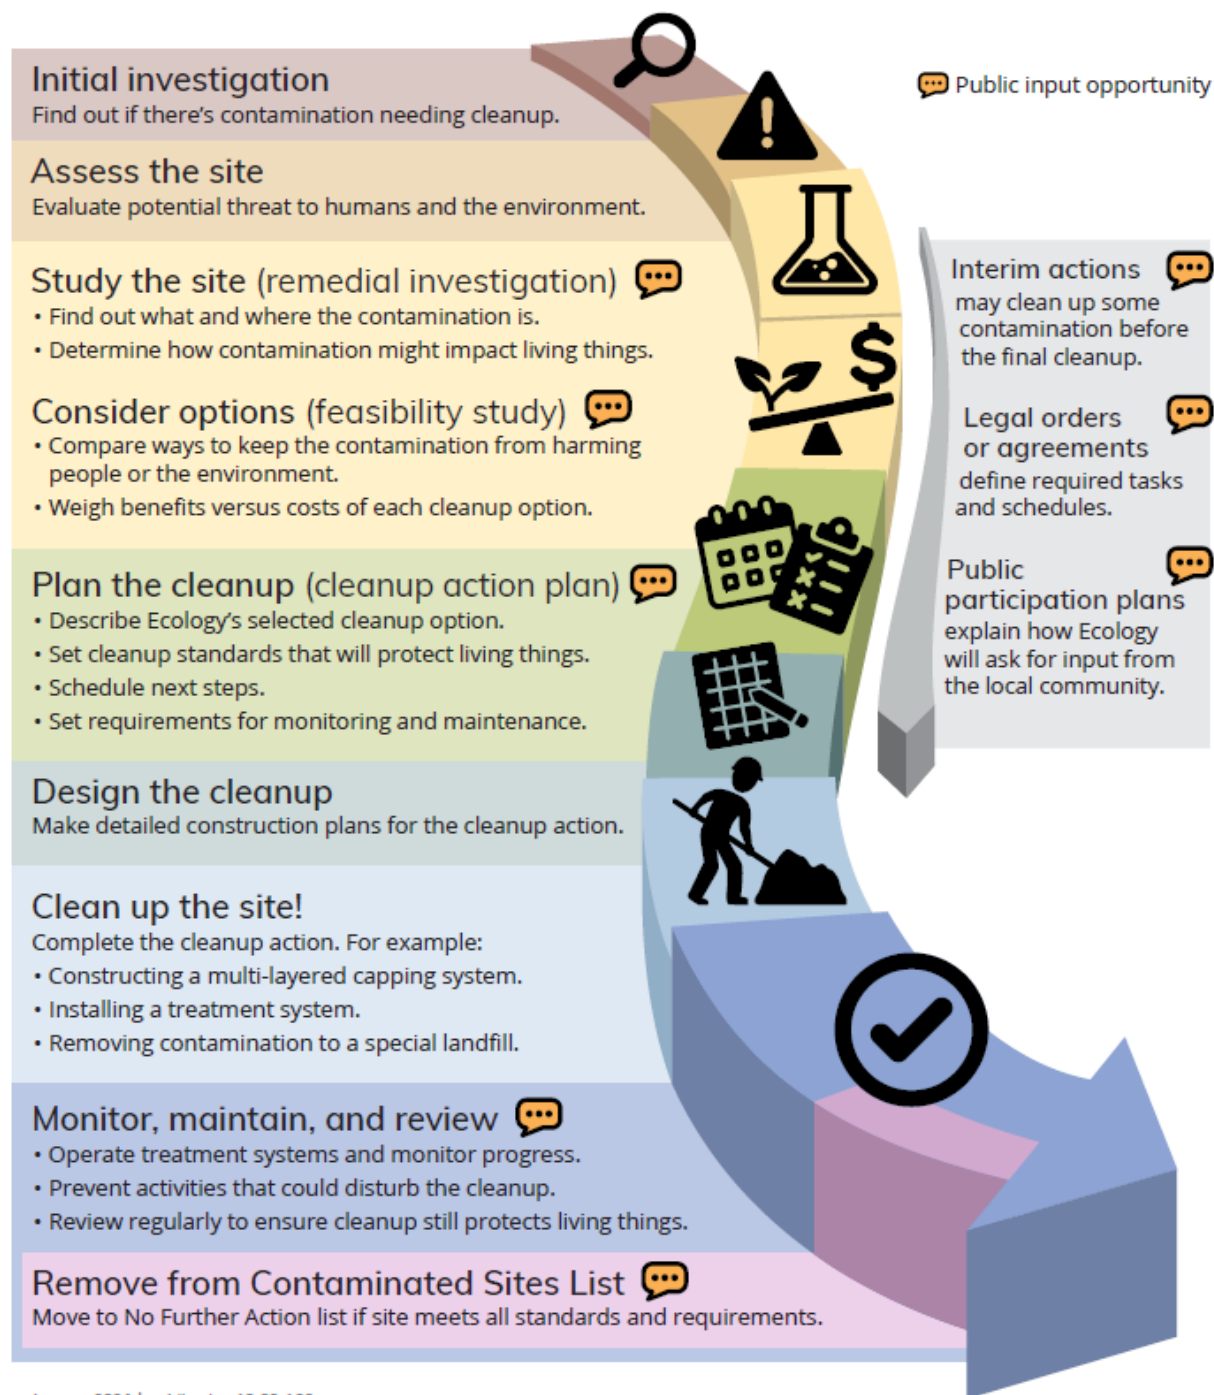 Initial investigation
Find out if there's contamination needing cleanup.
Assess the site
Evaluate potential threat to humans and the environment.
Study the site (remedial investigation)
• Find out what and where the contamination is.
• Determine how contamination might impact living things.
Consider options (feasibility study)
• Compare ways to keep the contamination from harming
people or the environment.
• Weigh benefits versus costs of each cleanup option.
Plan the cleanup (cleanup action plan)
• Describe Ecology's selected cleanup option.
• Set cleanup standards that will protect living things.
• Schedule next steps.
• Set requirements for monitoring and maintenance.
Design the cleanup
Make detailed construction plans for the cleanup action.
Clean up the site!
Complete the cleanup action. For example:
• Constructing a multi-layered capping system.
• Installing a treatment system.
• Removing contamination to a special landfill.
Monitor, maintain, and review
• Operate treatment systems and monitor progress.
• Prevent activities that could disturb the cleanup.
• Review regularly to ensure cleanup still protects living things.
Remove from Contaminated Sites List
Move to No Further Action list if site meets all standards and requirements.
$
Public input opportunity
Interim actions
may clean up some
contamination before
the final cleanup.
Legal orders
or agreements
define required tasks
and schedules.
Public
participation plans
explain how Ecology
will ask for input from
the local community.